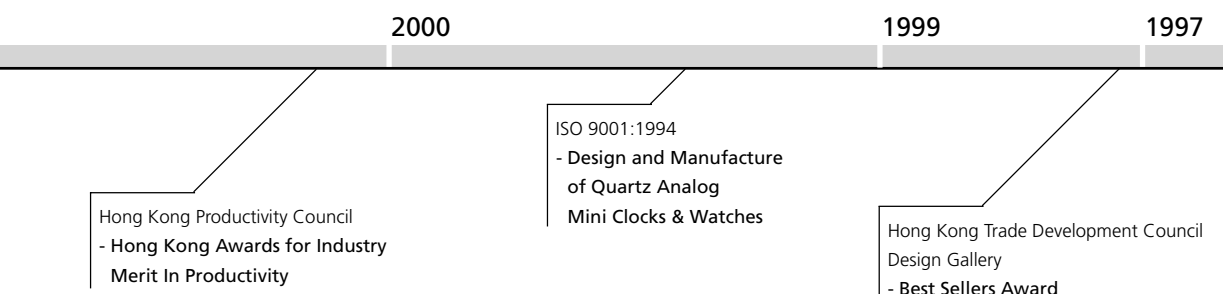 2000
1999
1997
Hong Kong Productivity Council
- Hong Kong Awards for Industry
Merit In Productivity
ISO 9001:1994
- Design and Manufacture
of Quartz Analog
Mini Clocks & Watches
Hong Kong Trade Development Council
Design Gallery
- Best Sellers Award